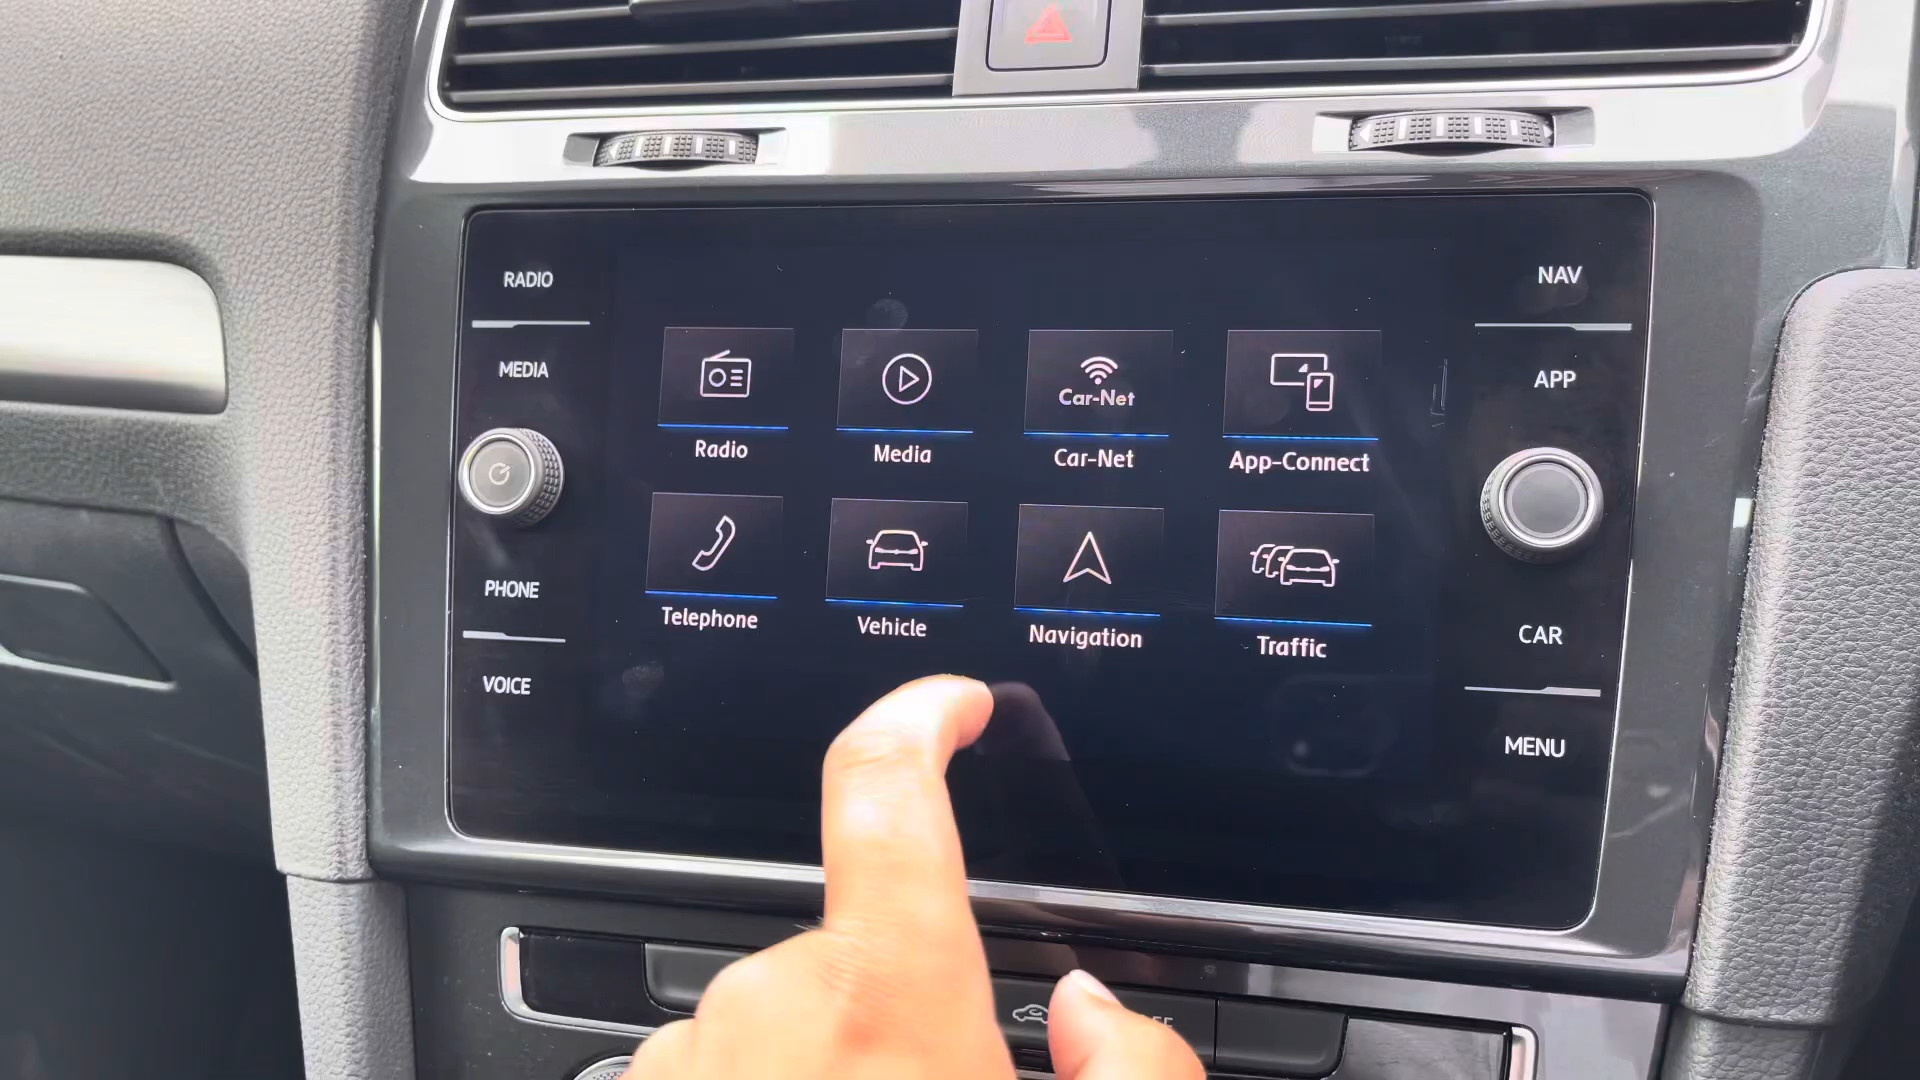 RADIO
MEDIA
PHONE
VOICE
Car-Net
Radio
Media
Car-Net
App-Connect
Telephone
Vehicle
Navigation
Traffic
NAV
APP
CAR
MENU